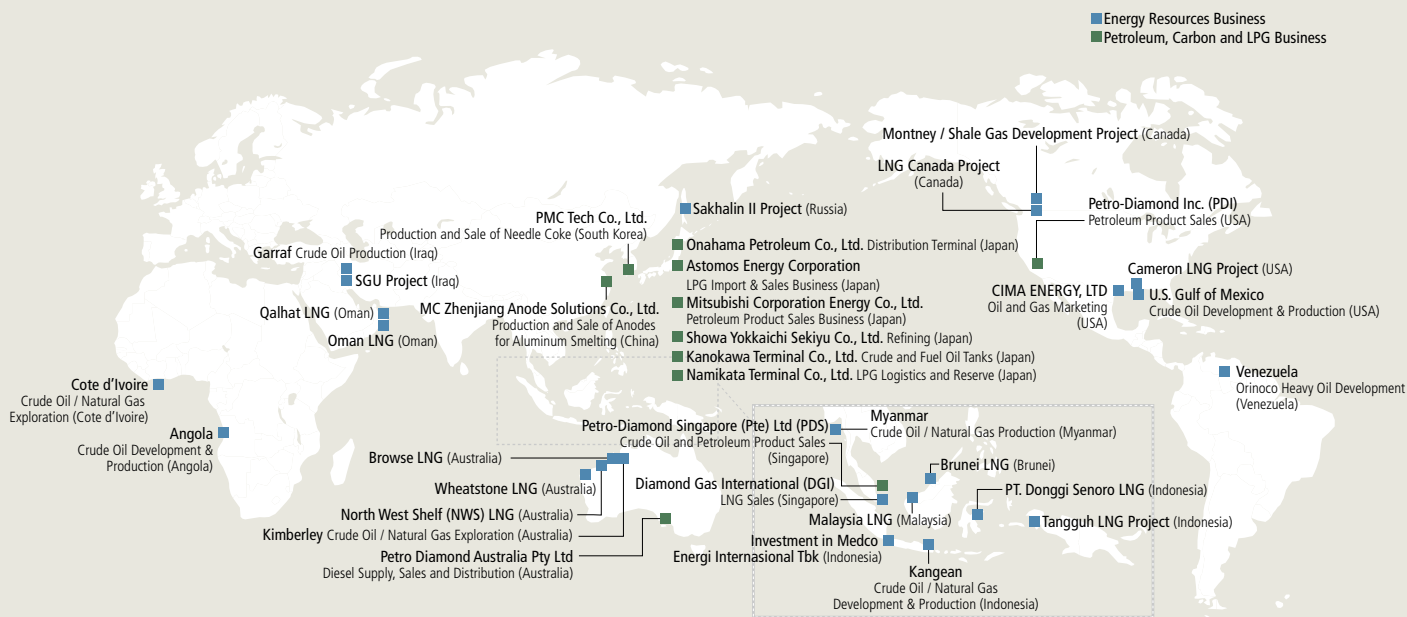 Energy Resources Business
Petroleum, Carbon and LPG Business
Montney / Shale Gas Development Project (Canada)
LNG Canada Project
(Canada)
Petro-Diamond Inc. (PDI)
Petroleum Product Sales (USA)
Sakhalin II Project (Russia)
PMC Tech Co., Ltd.
Production and Sale of Needle Coke (South Korea)
Onahama Petroleum Co., Ltd. Distribution Terminal (Japan)
Astomos Energy Corporation
LPG Import & Sales Business (Japan)
Mitsubishi Corporation Energy Co., Ltd.
Petroleum Product Sales Business (Japan)
Showa Yokkaichi Sekiyu Co., Ltd. Refining (Japan)
Kanokawa Terminal Co., Ltd. Crude and Fuel Oil Tanks (Japan)
Namikata Terminal Co., Ltd. LPG Logistics and Reserve (Japan)
Garraf Crude Oil Production (Iraq)
SGU Project (Iraq)
Qalhat LNG (Oman)
Oman LNG (Oman)
MC Zhenjiang Anode Solutions Co., Ltd.
Production and Sale of Anodes
for Aluminum Smelting (China)
Cameron LNG Project (USA)
CIMA ENERGY, LTD
Oil and Gas Marketing
(USA)
U.S. Gulf of Mexico
Crude Oil Development & Production (USA)
Venezuela
Orinoco Heavy Oil Development
(Venezuela)
Cote d’Ivoire
Crude Oil / Natural Gas
Exploration (Cote d’Ivoire)
Angola
Crude Oil Development &
Production (Angola)
Browse LNG (Australia)
Wheatstone LNG (Australia)
North West Shelf (NWS) LNG (Australia)
Kimberley Crude Oil / Natural Gas Exploration (Australia)
Petro Diamond Australia Pty Ltd
Diesel Supply, Sales and Distribution (Australia)
Petro-Diamond Singapore (Pte) Ltd (PDS)
Crude Oil and Petroleum Product Sales
(Singapore)
Myanmar
Crude Oil / Natural Gas Production (Myanmar)
Diamond Gas International (DGI)
LNG Sales (Singapore)
Brunei LNG (Brunei)
PT. Donggi Senoro LNG (Indonesia)
Malaysia LNG (Malaysia)
Tangguh LNG Project (Indonesia)
Investment in Medco
Energi Internasional Tbk (Indonesia)
Kangean
Crude Oil / Natural Gas
Development & Production (Indonesia)